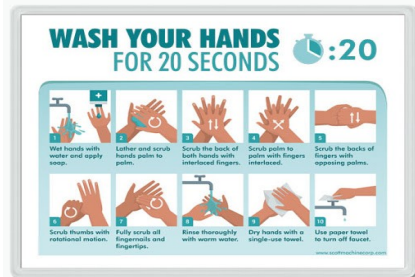 WASH YOUR HANDS
FOR 20 SECONDS
:20
1
Wet hands with
water and apply
soap.
2
Lather and scrub
hands palm to
palm.
3
Scrub the back of
both hands with
interlaced fingers.
4
Scrub palm to
palm with fingers
interlaced.
5
Scrub the backs of
fingers with
opposing palms.
6
Scrub thumbs with
rotational motion.
7
Fully scrub all
fingernails and
fingertips.
8
Rinse thoroughly
with warm water.
9
Dry hands with a
single-use towel.
10
Use paper towel
to turn off faucet.
www.scottmachinecorp.com